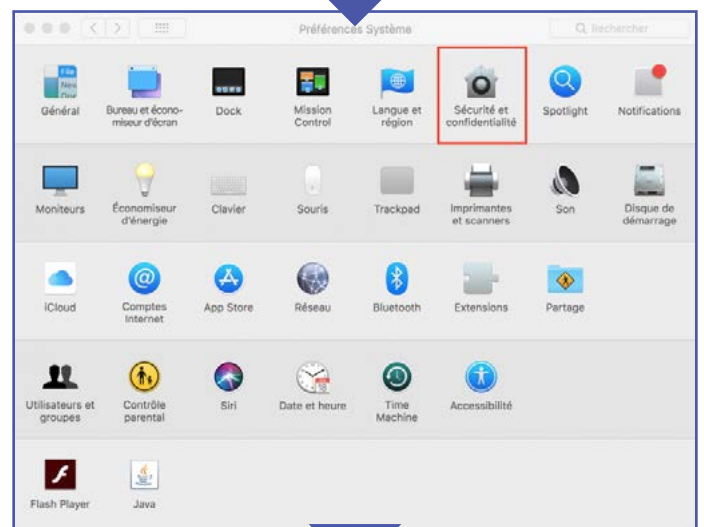 Préférences Système
Rechercher
Général
Bureau et écono-
miseur d'écran
Dock
Mission
Control
Langue et
région
Sécurité et
confidentialité
Spotlight
Notifications
Moniteurs
Économiseur
d'énergie
Clavier
Souris
Trackpad
Imprimantes
et scanners
Son
Disque de
démarrage
iCloud
Comptes
Internet
App Store
Réseau
Bluetooth
Extensions
Partage
Utilisateurs et
groupes
Contrôle
parental
Siri
Date et heure
Time
Machine
Accessibilité
Flash Player
Java